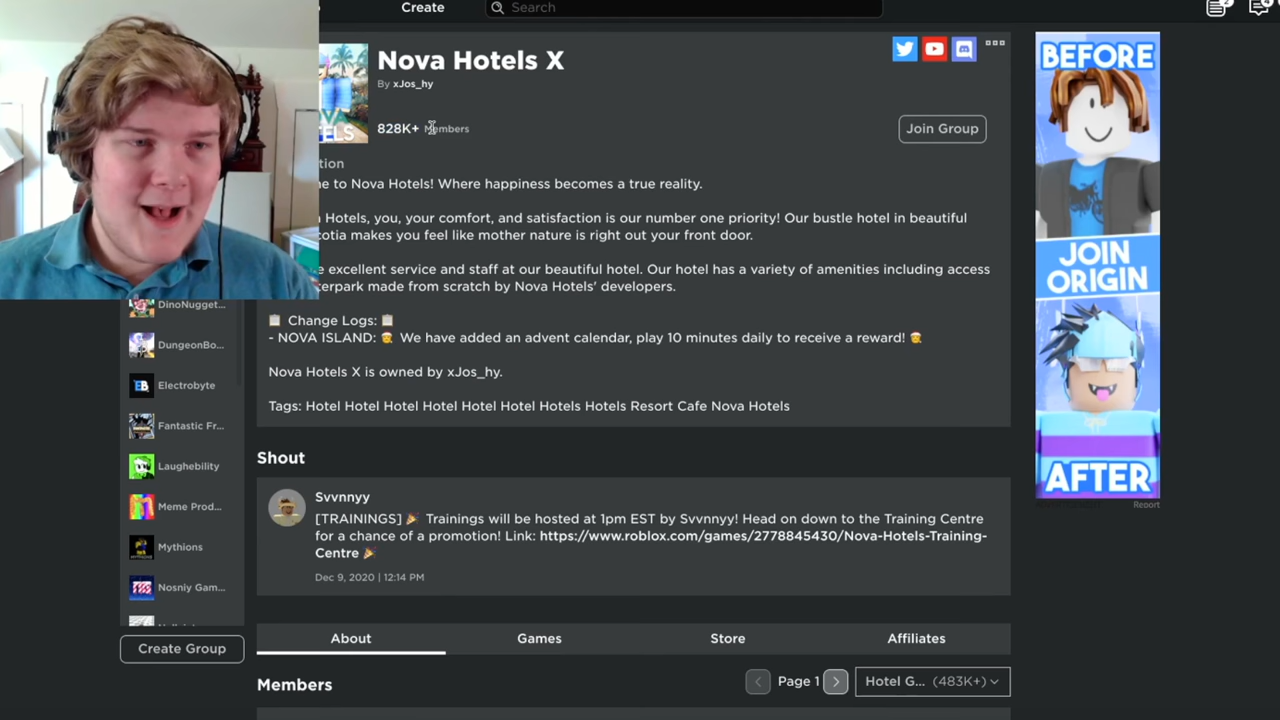 Create
Search
Nova Hotels X
By xJos_hy
828K+ Members
Join Group
ELS
tion
e to Nova Hotels! Where happiness becomes a true reality.
Hotels, you, your comfort, and satisfaction is our number one priority! Our bustle hotel in beautiful
otia makes you feel like mother nature is right out your front door.
e excellent service and staff at our beautiful hotel. Our hotel has a variety of amenities including access
terpark made from scratch by Nova Hotels' developers.
📋 Change Logs: 📋
- NOVA ISLAND: 🎅 We have added an advent calendar, play 10 minutes daily to receive a reward! 🎅
Nova Hotels X is owned by xJos_hy.
Tags: Hotel Hotel Hotel Hotel Hotel Hotel Hotels Hotels Resort Cafe Nova Hotels
DinoNugget...
DungeonBo...
EB Electrobyte
Fantastic Fr...
Laughebility
Meme Prod...
Mythions
Nosniy Gam...
Create Group
Shout
Svvnnyy
[TRAININGS] 🎉 Trainings will be hosted at 1pm EST by Svvnnyy! Head on down to the Training Centre
for a chance of a promotion! Link: https://www.roblox.com/games/2778845430/Nova-Hotels-Training-
Centre 🎉
Dec 9, 2020 | 12:14 PM
About
Games
Store
Affiliates
Members
Page 1
Hotel G... (483K+)
BEFORE
JOIN
ORIGIN
AFTER
Report